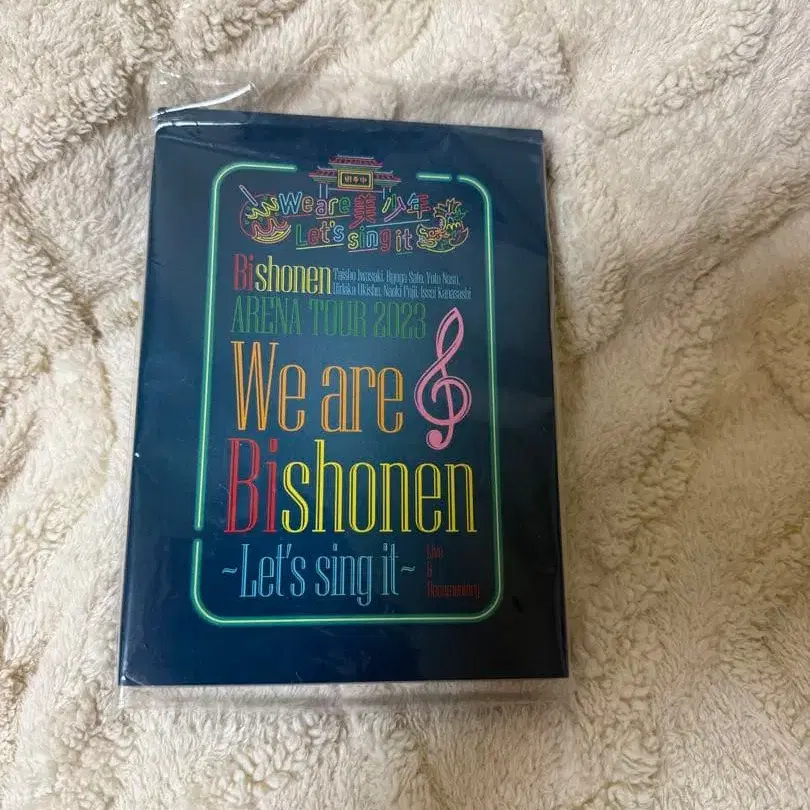 We are 美少年
Let's sing it
Bishonen Taisho Iwasaki, Ryuga Sato, Yuto Nasu,
Hidaka Ukisho, Naoki Fujii, Issei Kanasashi
ARENA TOUR 2023
We are
Bishonen
~Let's sing it~
Live
&
Documentary